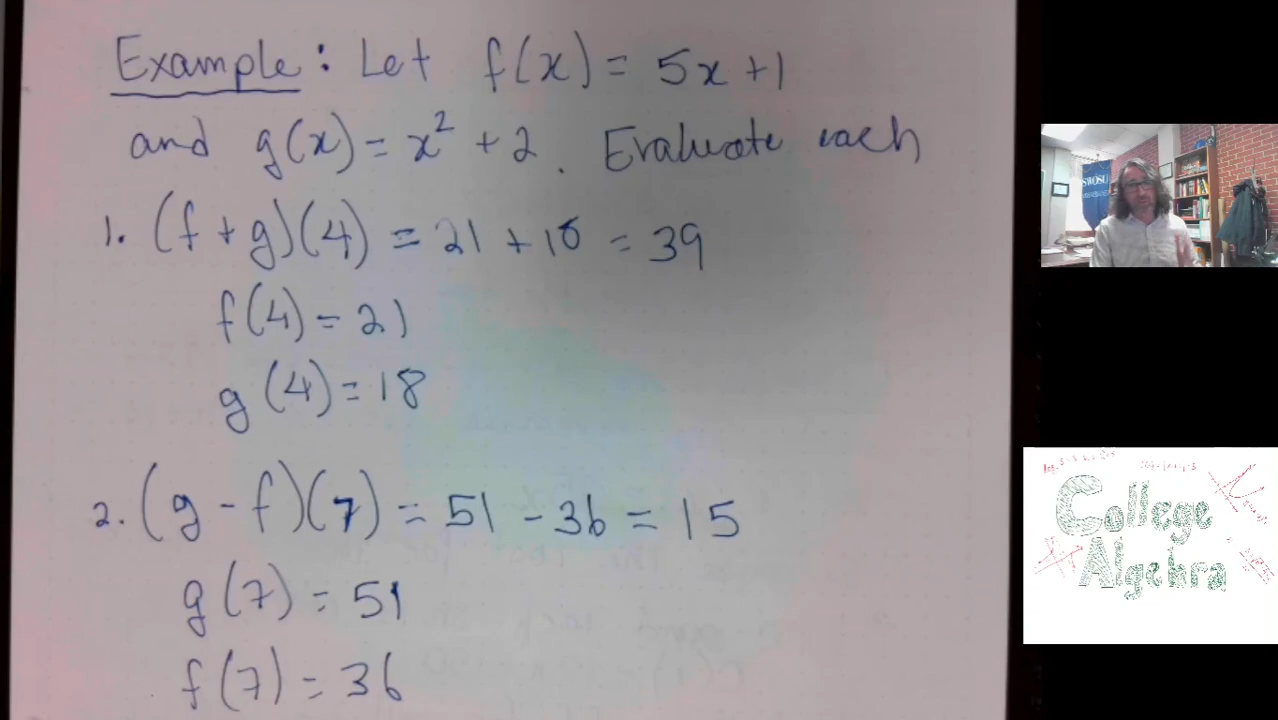 Example: Let f(x) = 5x + 1
and g(x) = x² + 2. Evaluate each
1. (f + g)(4) = 21 + 18 = 39
f(4) = 21
g(4) = 18
2. (g - f)(7) = 51 - 36 = 15
g(7) = 51
f(7) = 36
SWOSU
College
Algebra